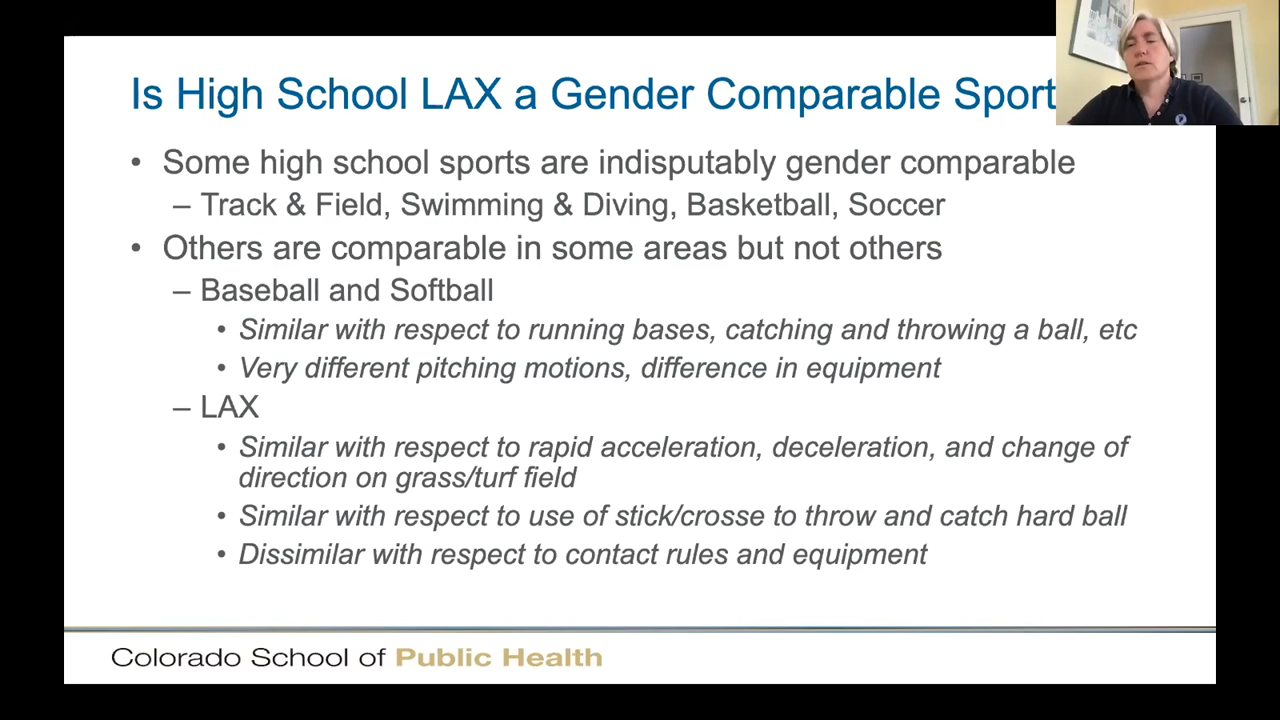 Is High School LAX a Gender Comparable Sport
• Some high school sports are indisputably gender comparable
– Track & Field, Swimming & Diving, Basketball, Soccer
• Others are comparable in some areas but not others
– Baseball and Softball
• Similar with respect to running bases, catching and throwing a ball, etc
• Very different pitching motions, difference in equipment
– LAX
• Similar with respect to rapid acceleration, deceleration, and change of
direction on grass/turf field
• Similar with respect to use of stick/crosse to throw and catch hard ball
• Dissimilar with respect to contact rules and equipment
Colorado School of Public Health